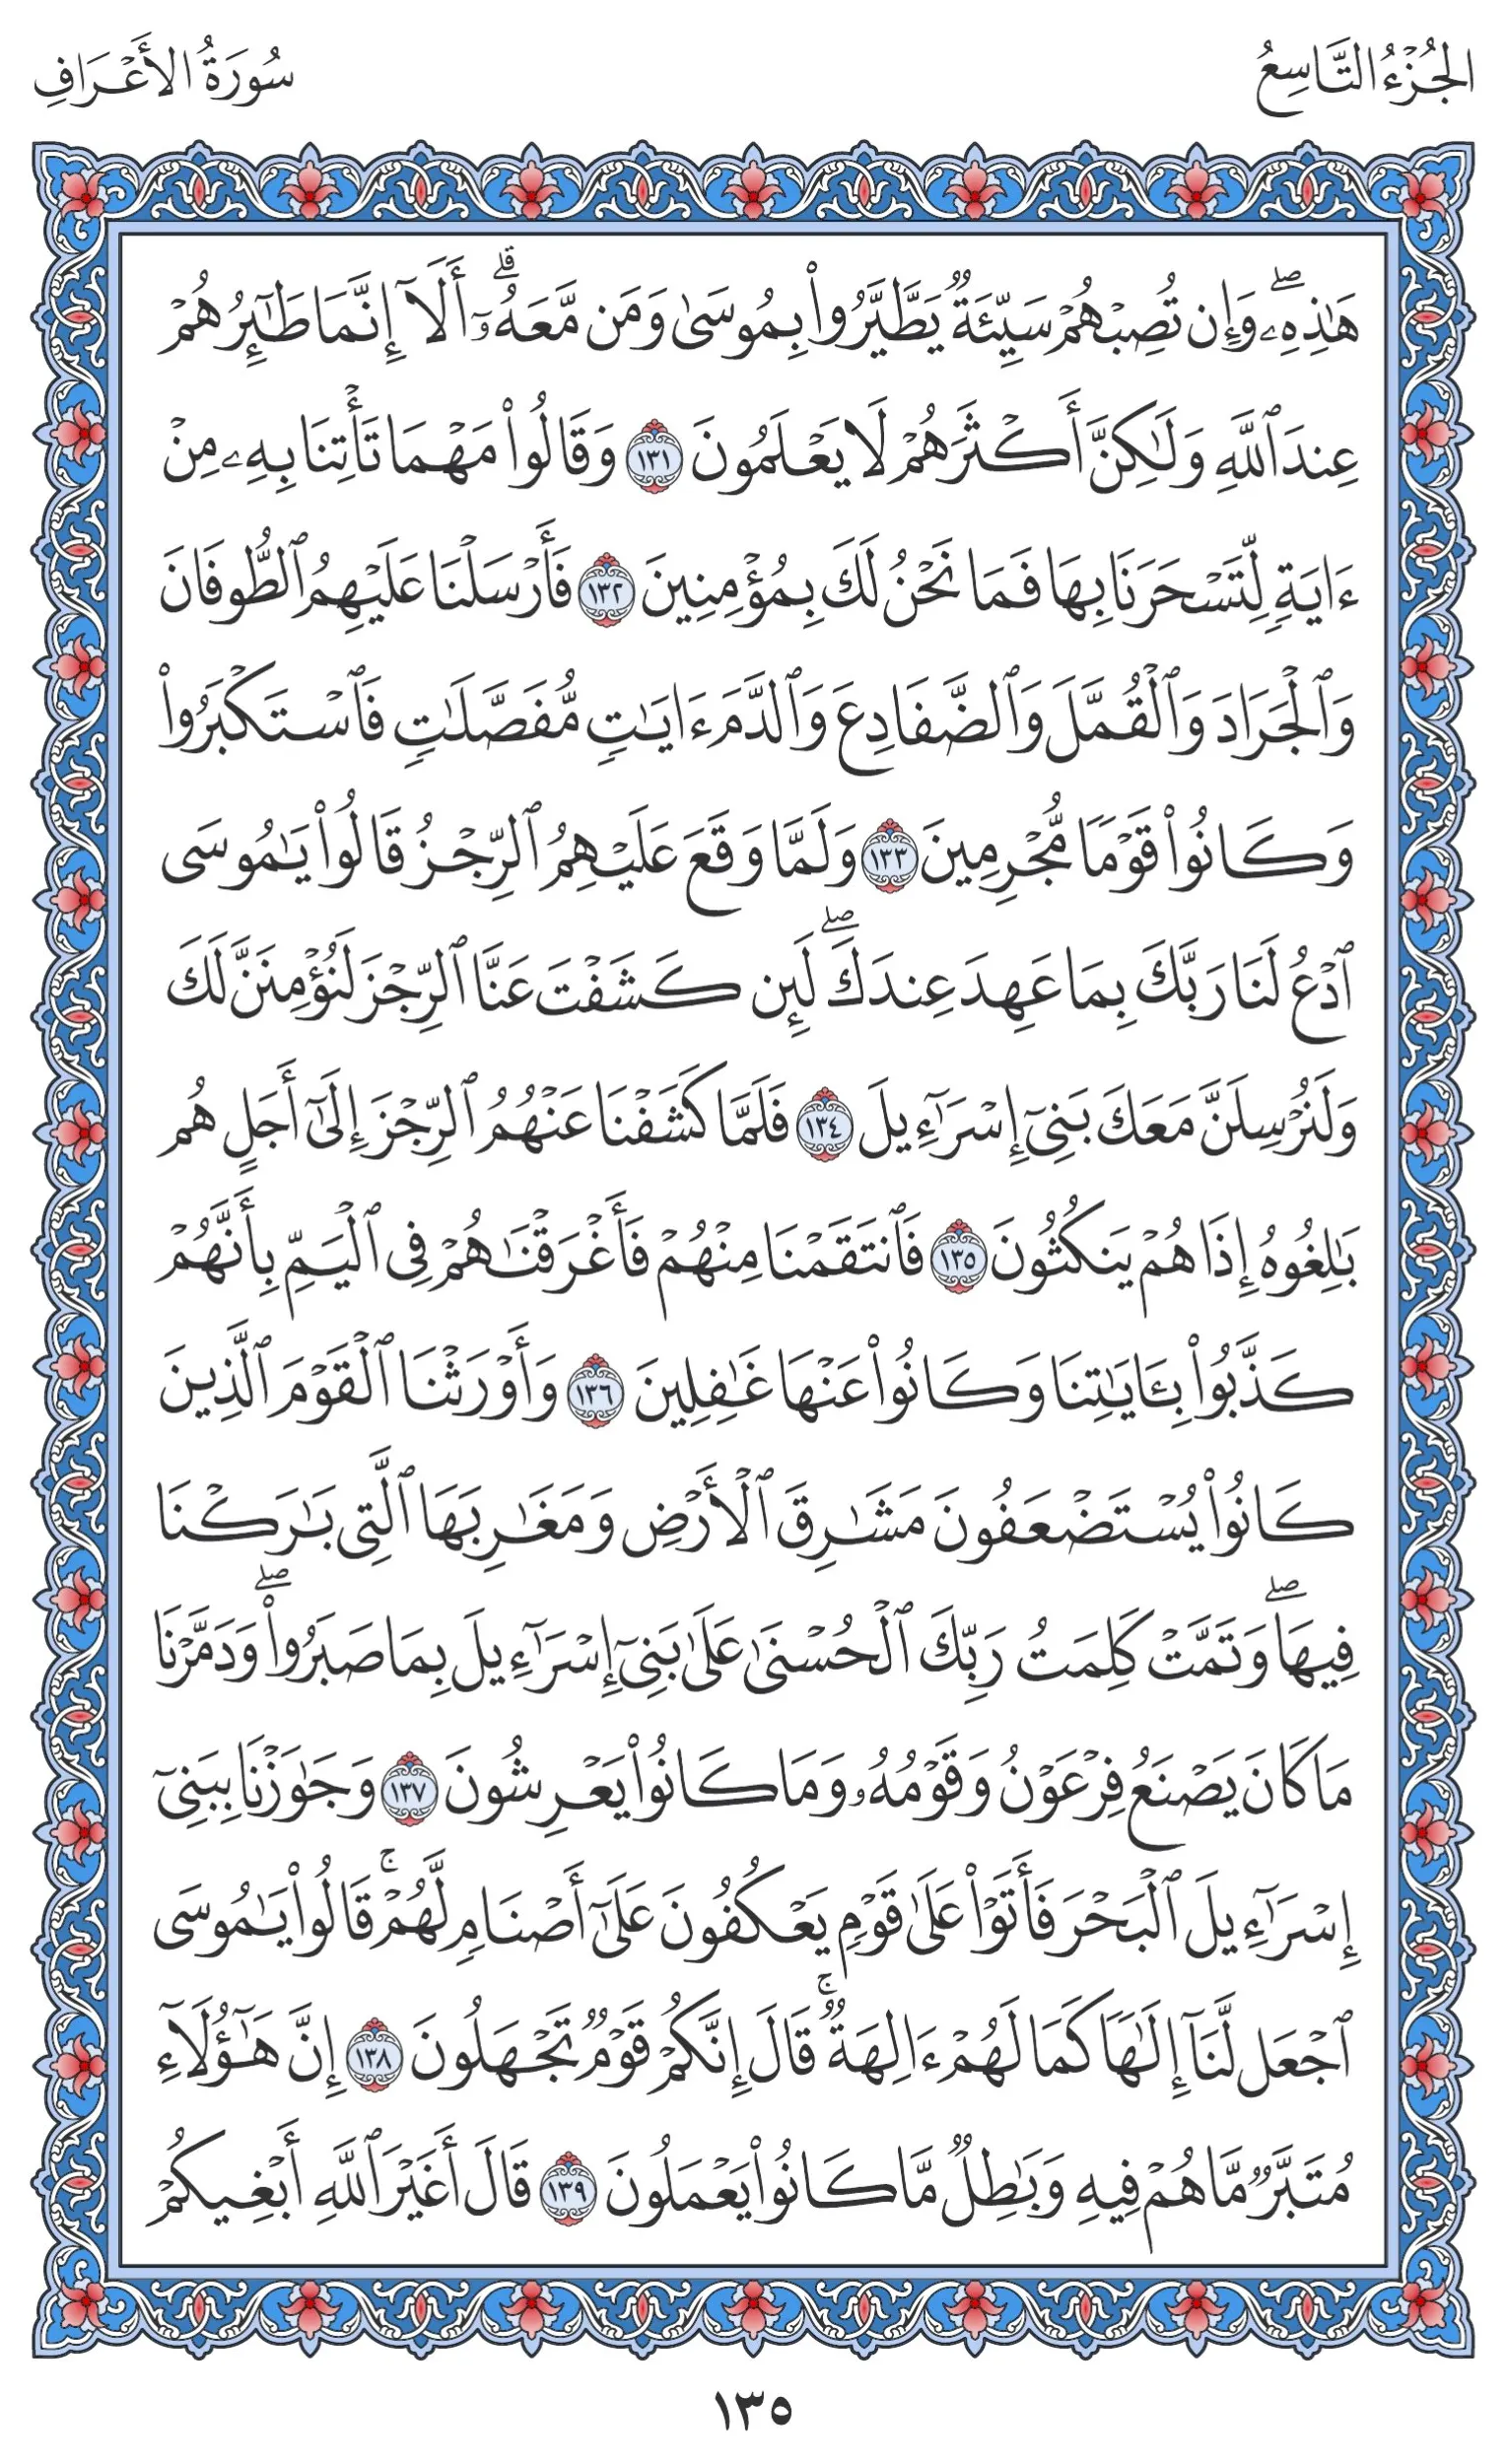 الجُزْءُ التَّاسِعُ
سُورَةُ الأَعْرَافِ
هَٰذِهِۦۖ وَإِن تُصِبْهُمْ سَيِّئَةٌ يَطَّيَّرُواْ بِمُوسَىٰ وَمَن مَّعَهُۥٓۗ أَلَآ إِنَّمَا طَٰٓئِرُهُمْ
عِندَ ٱللَّهِ وَلَٰكِنَّ أَكْثَرَهُمْ لَا يَعْلَمُونَ ١٣١ وَقَالُواْ مَهْمَا تَأْتِنَا بِهِۦ مِنْ
ءَايَةٍ لِّتَسْحَرَنَا بِهَا فَمَا نَحْنُ لَكَ بِمُؤْمِنِينَ ١٣٢ فَأَرْسَلْنَا عَلَيْهِمُ ٱلطُّوفَانَ
وَٱلْجَرَادَ وَٱلْقُمَّلَ وَٱلضَّفَادِعَ وَٱلدَّمَ ءَايَٰتٍ مُّفَصَّلَٰتٍ فَٱسْتَكْبَرُواْ
وَكَانُواْ قَوْمًا مُّجْرِمِينَ ١٣٣ وَلَمَّا وَقَعَ عَلَيْهِمُ ٱلرِّجْزُ قَالُواْ يَٰمُوسَى
ٱدْعُ لَنَا رَبَّكَ بِمَا عَهِدَ عِندَكَۖ لَئِن كَشَفْتَ عَنَّا ٱلرِّجْزَ لَنُؤْمِنَنَّ لَكَ
وَلَنُرْسِلَنَّ مَعَكَ بَنِىٓ إِسْرَٰٓءِيلَ ١٣٤ فَلَمَّا كَشَفْنَا عَنْهُمُ ٱلرِّجْزَ إِلَىٰٓ أَجَلٍ هُم
بَٰلِغُوهُ إِذَا هُمْ يَنكُثُونَ ١٣٥ فَٱنتَقَمْنَا مِنْهُمْ فَأَغْرَقْنَٰهُمْ فِى ٱلْيَمِّ بِأَنَّهُمْ
كَذَّبُواْ بِـَٔايَٰتِنَا وَكَانُواْ عَنْهَا غَٰفِلِينَ ١٣٦ وَأَوْرَثْنَا ٱلْقَوْمَ ٱلَّذِينَ
كَانُواْ يُسْتَضْعَفُونَ مَشَٰرِقَ ٱلْأَرْضِ وَمَغَٰرِبَهَا ٱلَّتِى بَٰرَكْنَا
فِيهَاۖ وَتَمَّتْ كَلِمَتُ رَبِّكَ ٱلْحُسْنَىٰ عَلَىٰ بَنِىٓ إِسْرَٰٓءِيلَ بِمَا صَبَرُواْۖ وَدَمَّرْنَا
مَا كَانَ يَصْنَعُ فِرْعَوْنُ وَقَوْمُهُۥ وَمَا كَانُواْ يَعْرِشُونَ ١٣٧ وَجَٰوَزْنَا بِبَنِىٓ
إِسْرَٰٓءِيلَ ٱلْبَحْرَ فَأَتَوْاْ عَلَىٰ قَوْمٍ يَعْكُفُونَ عَلَىٰٓ أَصْنَامٍ لَّهُمْۚ قَالُواْ يَٰمُوسَى
ٱجْعَل لَّنَآ إِلَٰهًا كَمَا لَهُمْ ءَالِهَةٌۚ قَالَ إِنَّكُمْ قَوْمٌ تَجْهَلُونَ ١٣٨ إِنَّ هَٰٓؤُلَآءِ
مُتَبَّرٌ مَّا هُمْ فِيهِ وَبَٰطِلٌ مَّا كَانُواْ يَعْمَلُونَ ١٣٩ قَالَ أَغَيْرَ ٱللَّهِ أَبْغِيكُمْ
١٣٥